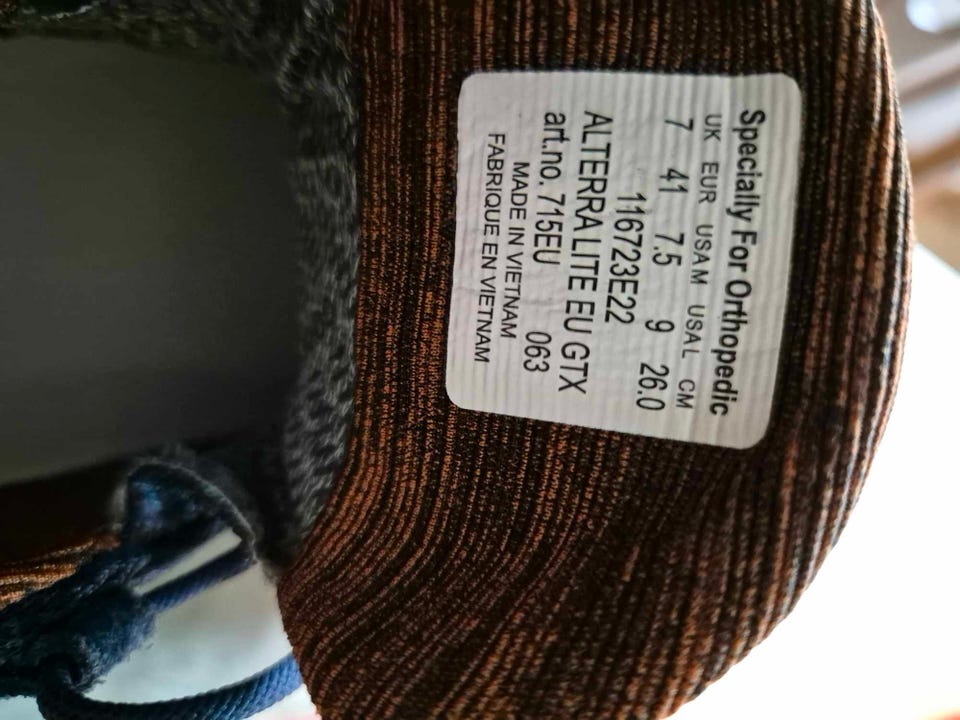 Specially For Orthopedic
UK EUR USAM USAL CM
7 41 7.5 9 26.0
116723E22
ALTERRA LITE EU GTX
art.no. 715EU 063
MADE IN VIETNAM
FABRIQUE EN VIETNAM